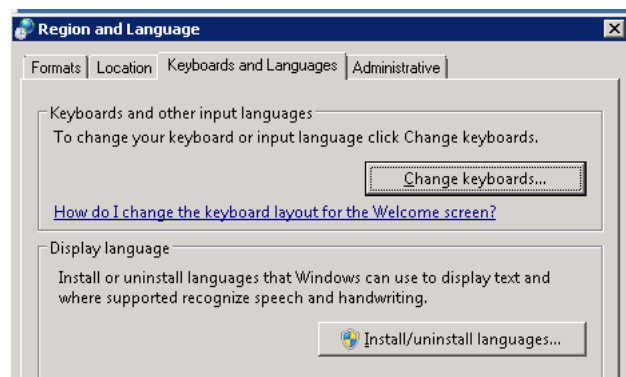 Region and Language
Formats Location Keyboards and Languages Administrative
Keyboards and other input languages
To change your keyboard or input language click Change keyboards.
Change keyboards...
How do I change the keyboard layout for the Welcome screen?
Display language
Install or uninstall languages that Windows can use to display text and
where supported recognize speech and handwriting.
Install/uninstall languages...